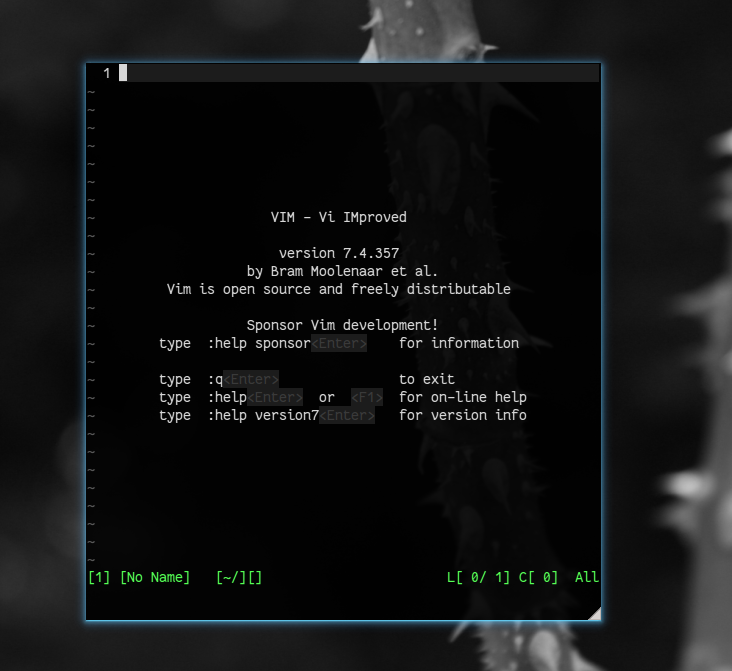 1
~
~
~
~
~
~
~
VIM - Vi IMproved
~
~ version 7.4.357
~ by Bram Moolenaar et al.
~ Vim is open source and freely distributable
~
~ Sponsor Vim development!
~ type :help sponsor<Enter> for information
~
~ type :q<Enter> to exit
~ type :help<Enter> or <F1> for on-line help
~ type :help version7<Enter> for version info
~
~
~
~
~
~
~
~
[1] [No Name] [~/][] L[ 0/ 1] C[ 0] All